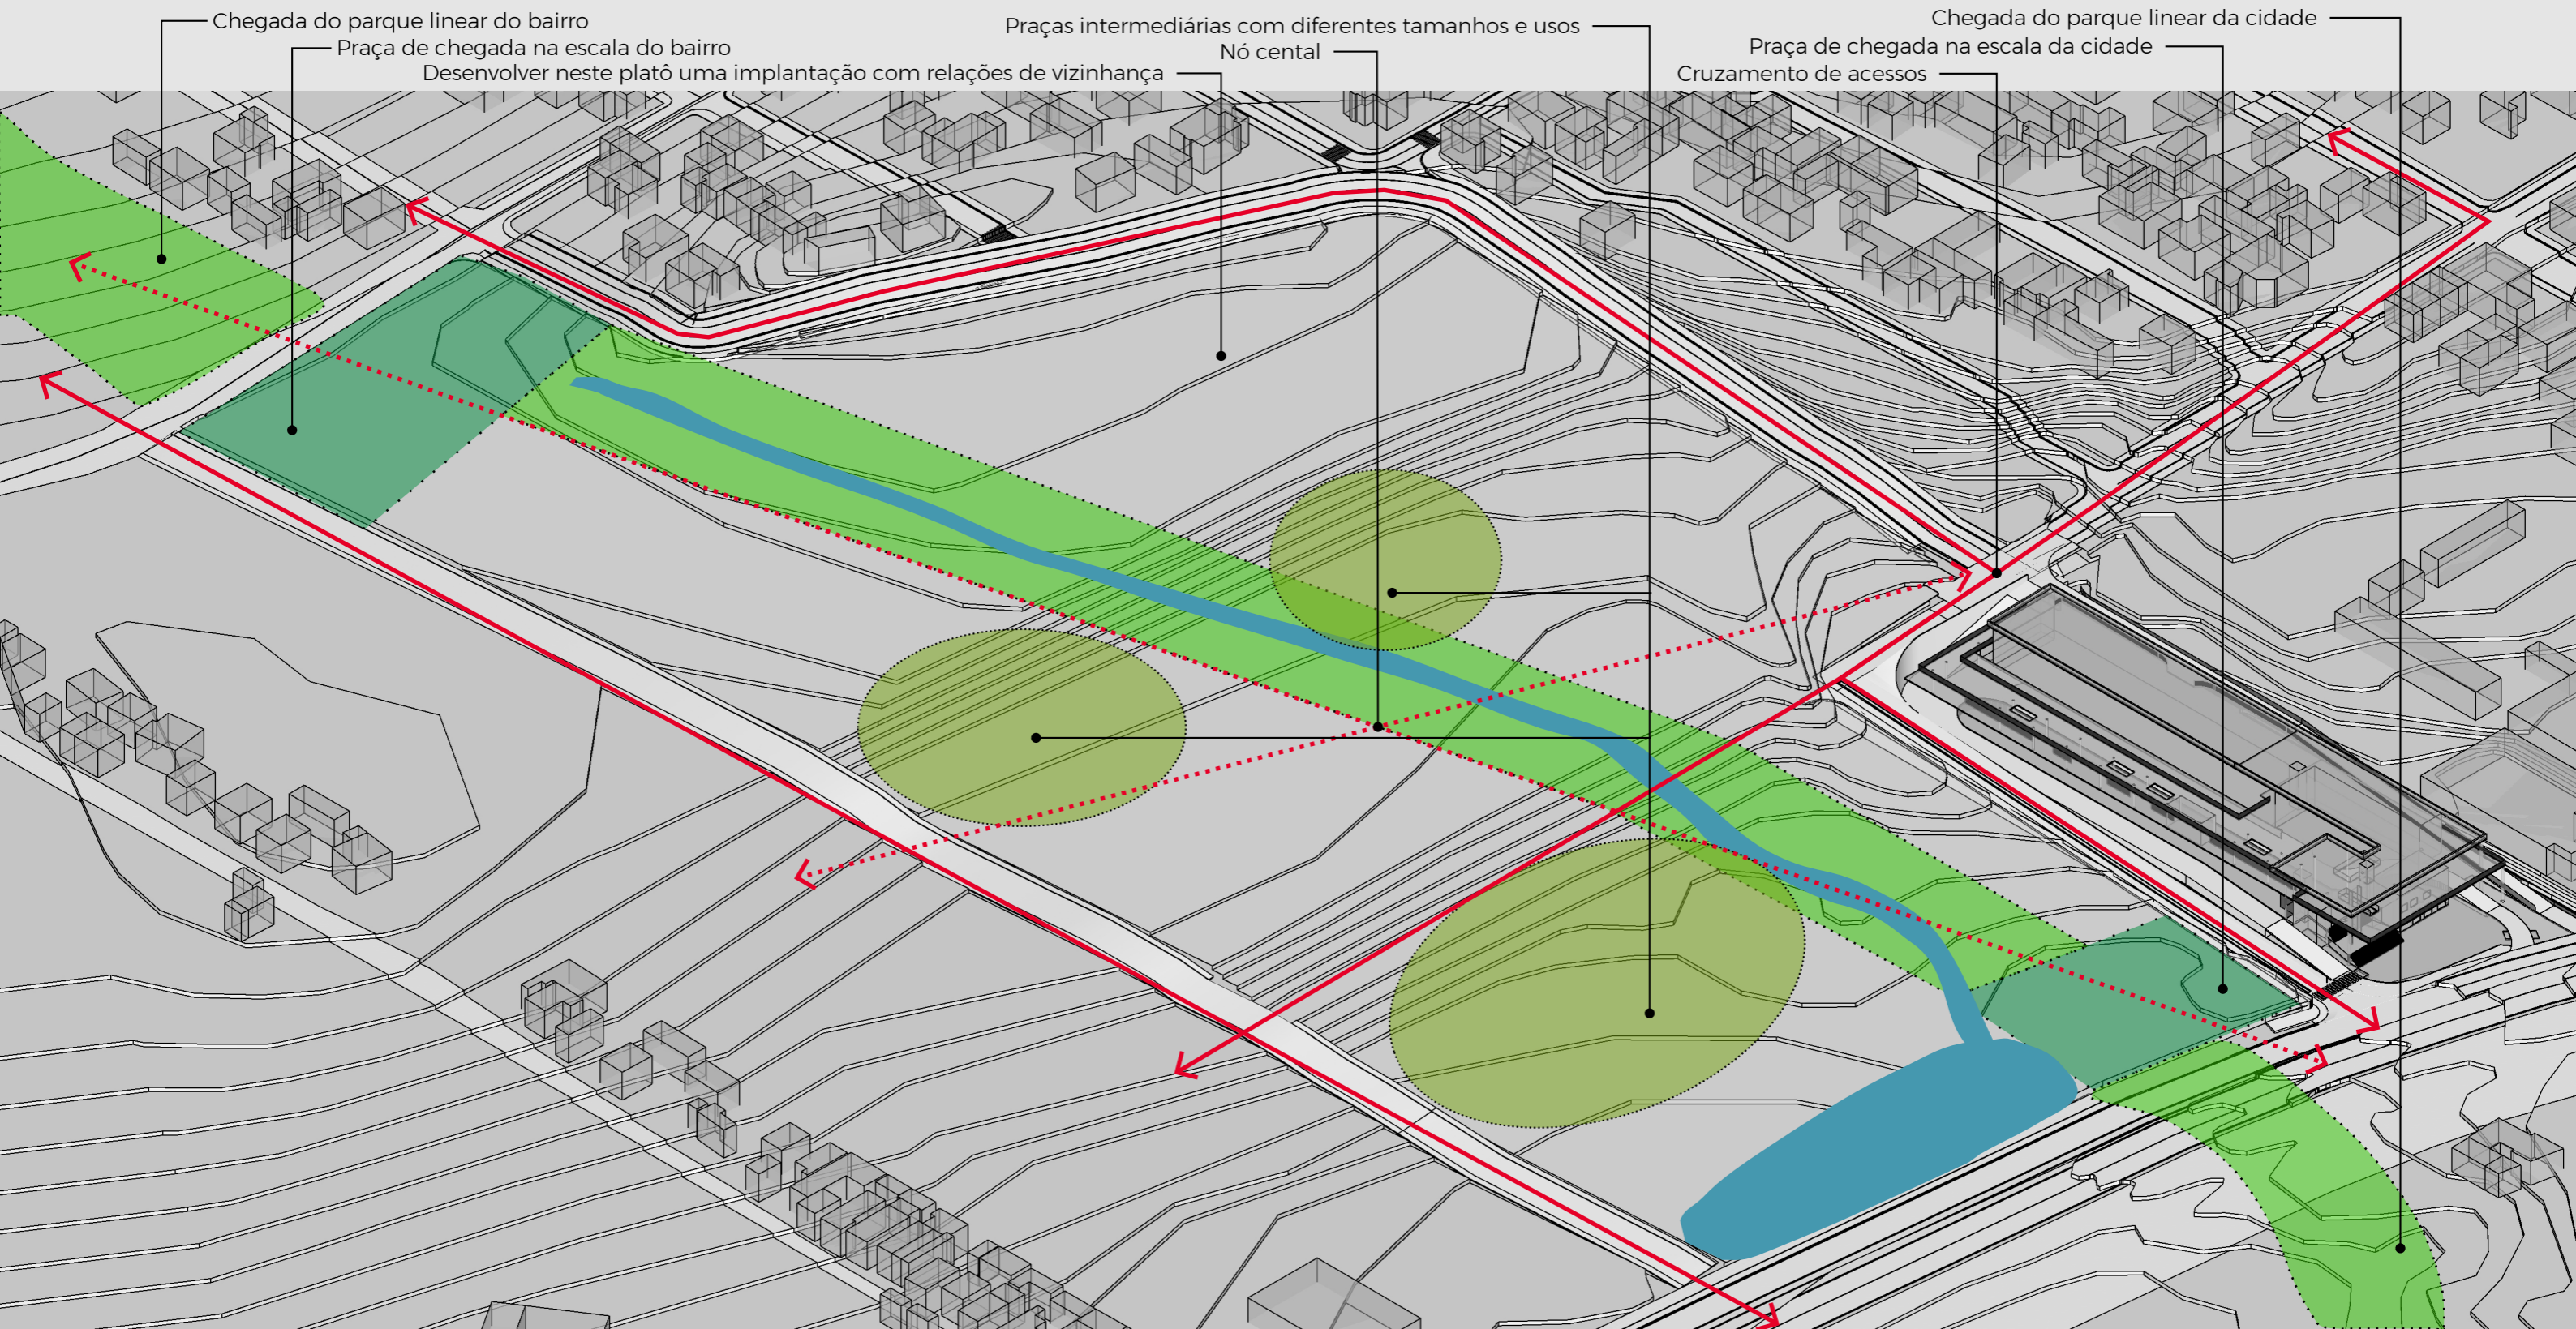 Chegada do parque linear do bairro
Praça de chegada na escala do bairro
Desenvolver neste platô uma implantação com relações de vizinhança
Praças intermediárias com diferentes tamanhos e usos
Nó cental
Chegada do parque linear da cidade
Praça de chegada na escala da cidade
Cruzamento de acessos